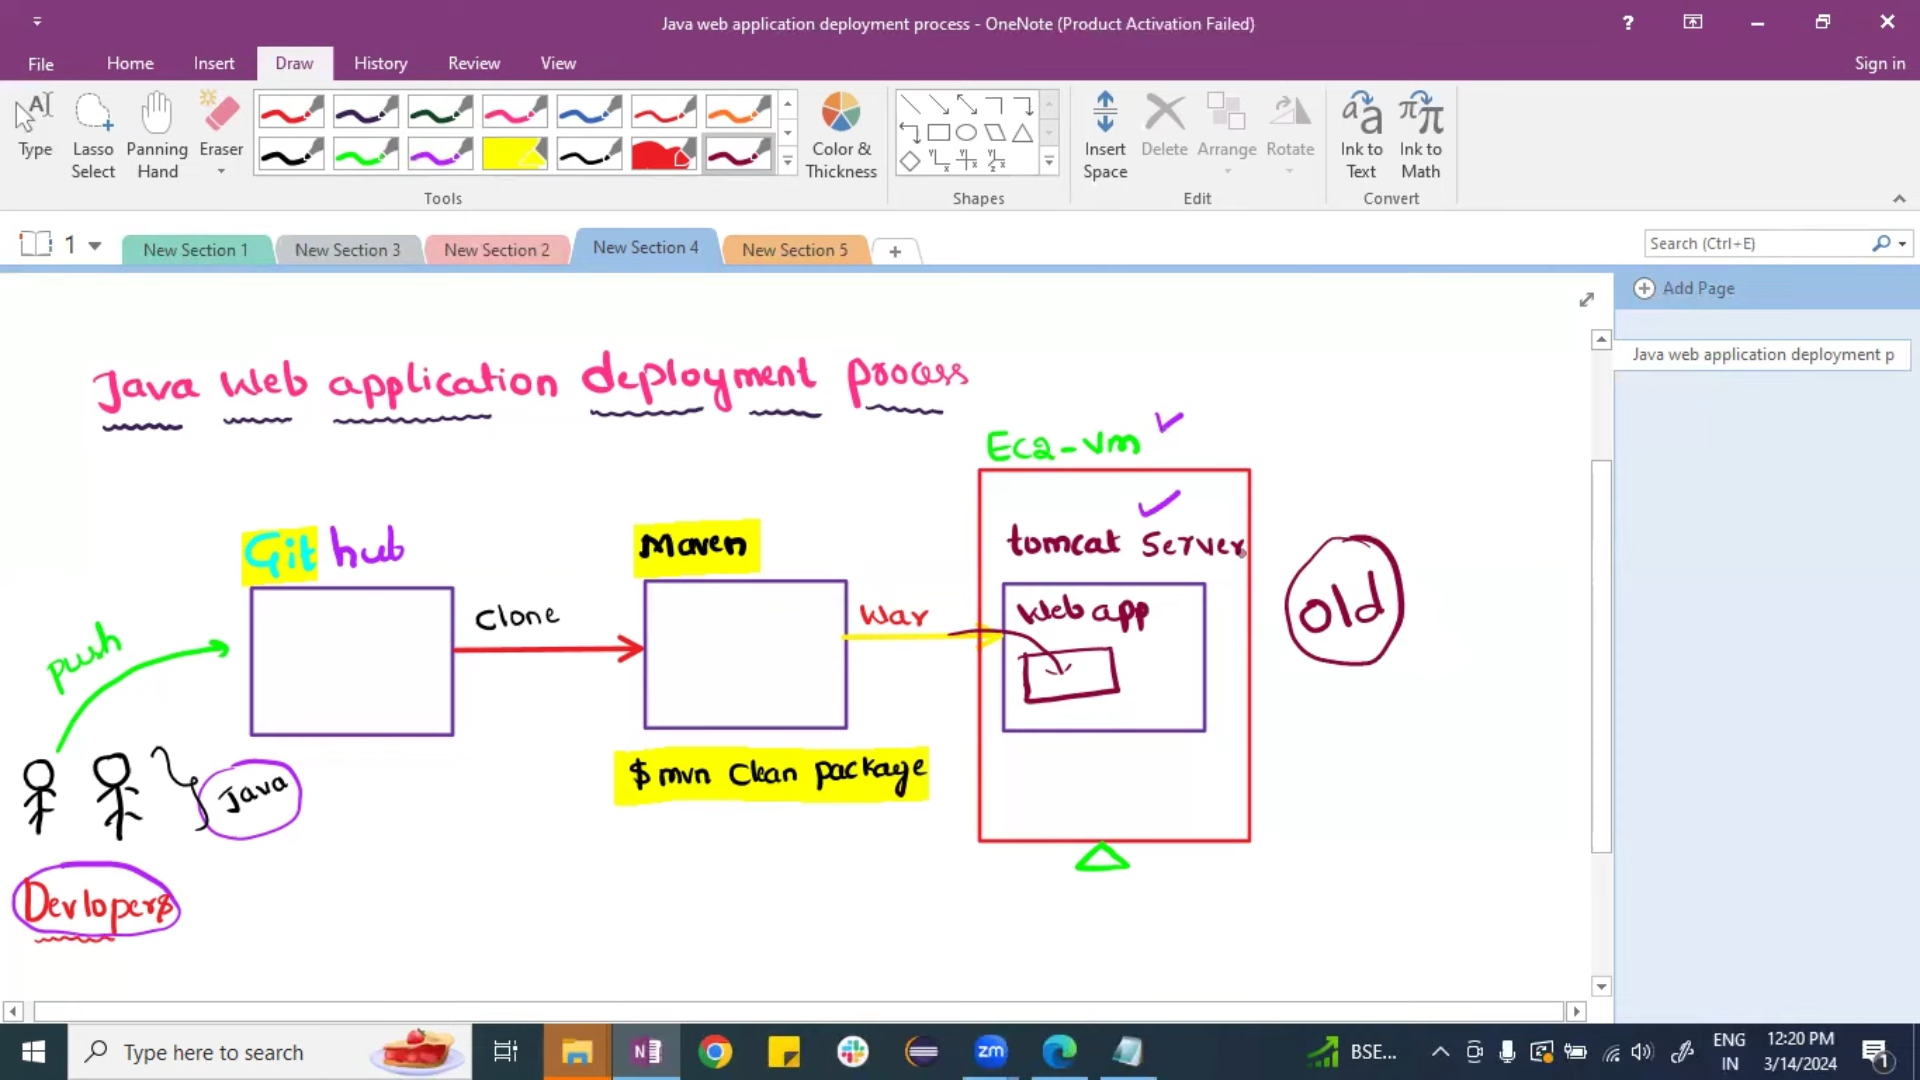 Java web application deployment process - OneNote (Product Activation Failed)
?
File
Home
Insert
Draw
History
Review
View
Sign in
Type
Lasso Select
Panning Hand
Eraser
Color & Thickness
Insert Space
Delete
Arrange
Rotate
Ink to Text
Ink to Math
Tools
Shapes
Edit
Convert
1
New Section 1
New Section 3
New Section 2
New Section 4
New Section 5
+
Search (Ctrl+E)
Add Page
Java web application deployment p
Java Web application deployment process
Ec2-Vm
Git hub
Maven
tomcat Server
push
Clone
War
Web app
old
$ mvn Clean package
Java
Devlopers
Type here to search
N
zm
BSE...
ENG
IN
12:20 PM
3/14/2024
1